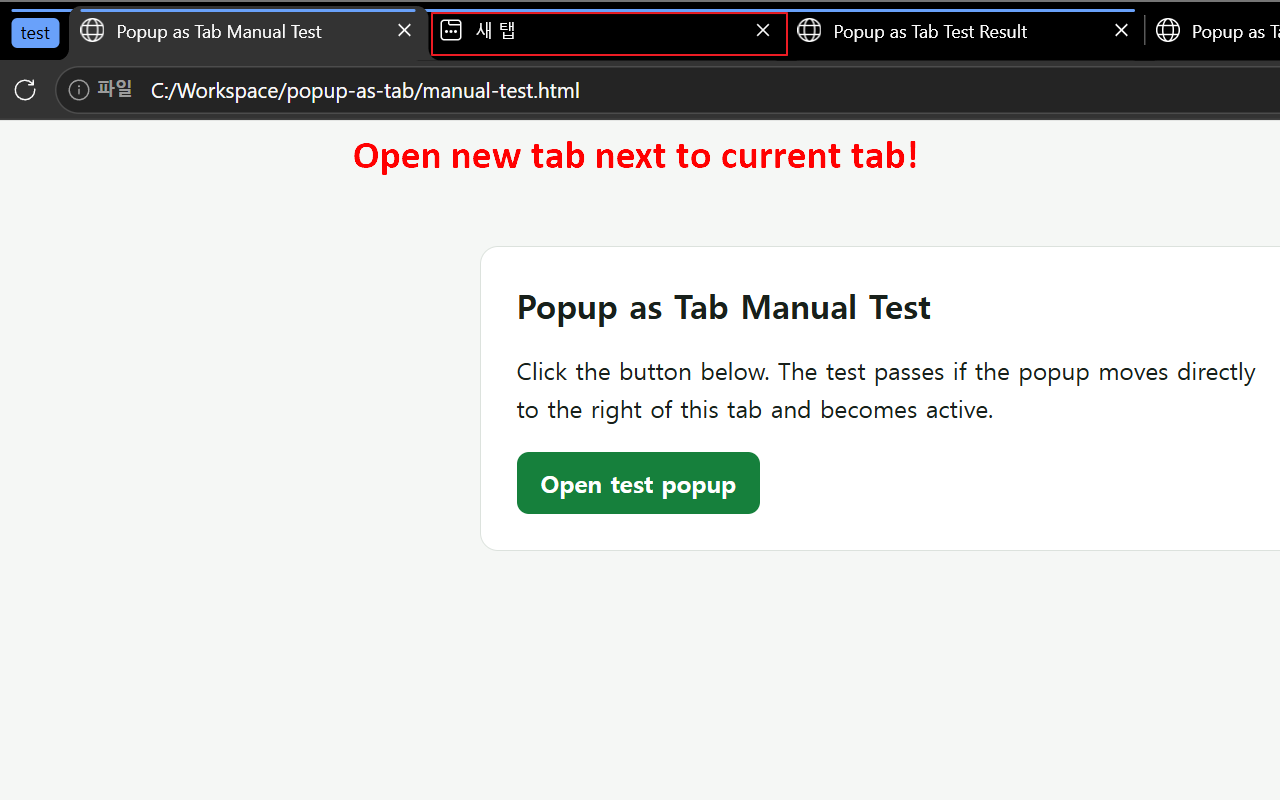 test
Popup as Tab Manual Test
새 탭
Popup as Tab Test Result
Popup as
파일
C:/Workspace/popup-as-tab/manual-test.html
Open new tab next to current tab!
Popup as Tab Manual Test
Click the button below. The test passes if the popup moves directly
to the right of this tab and becomes active.
Open test popup